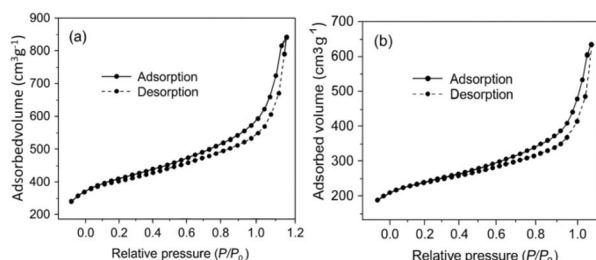 (a)
Adsorption
Desorption
Adsorbedvolume (cm³g⁻¹)
900
800
700
600
500
400
200
0.0 0.2 0.4 0.6 0.8 1.0 1.2
Relative pressure (P/P₀)
(b)
Adsorption
Desorption
Adsorbed volume (cm3 g⁻¹)
700
600
500
400
300
200
0.0 0.2 0.4 0.6 0.8 1.0
Relative pressure (P/P₀)